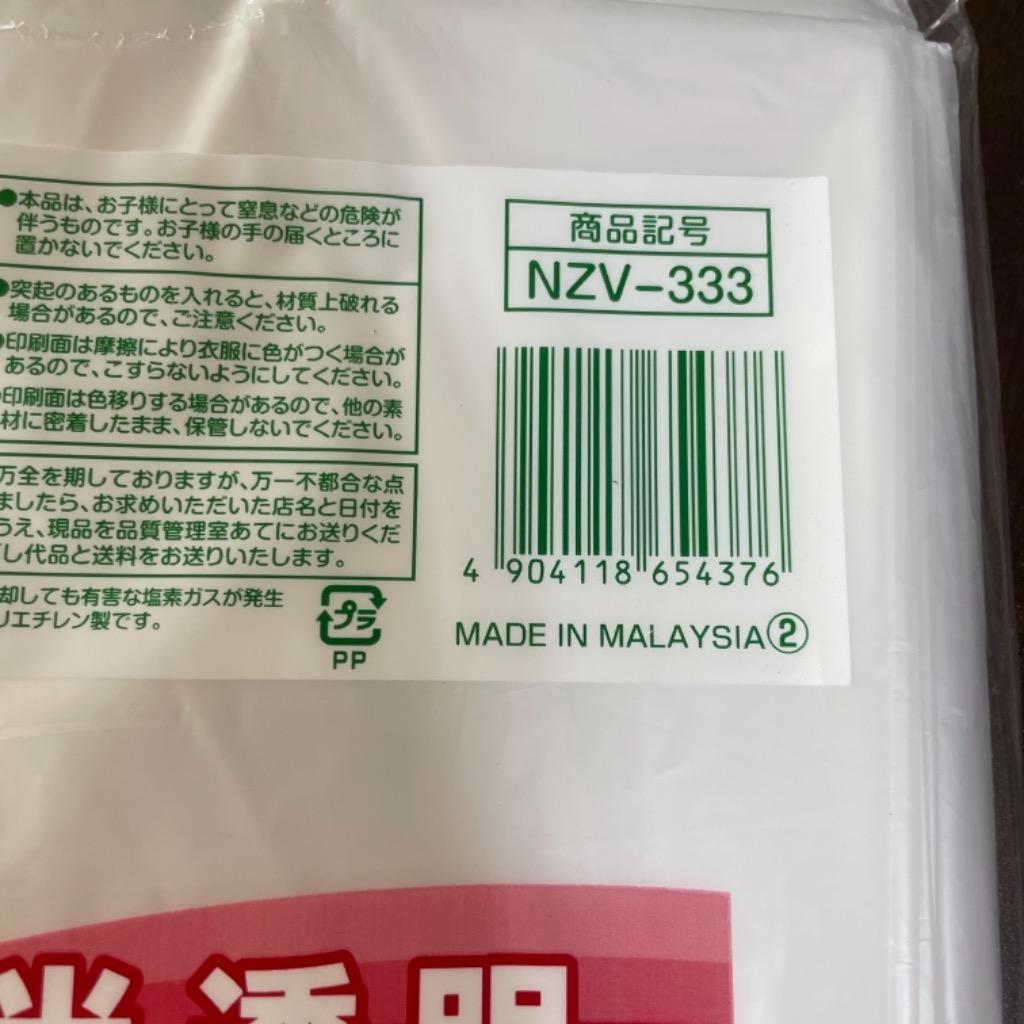 ●本品は、お子様にとって窒息などの危険が
伴うものです。お子様の手の届くところに
置かないでください。
●突起のあるものを入れると、材質上破れる
場合があるので、ご注意ください。
●印刷面は摩擦により衣服に色がつく場合が
あるので、こすらないようにしてください。
●印刷面は色移りする場合があるので、他の素
材に密着したまま、保管しないでください。
万全を期しておりますが、万一不都合な点
ましたら、お求めいただいた店名と日付を
うえ、現品を品質管理室あてにお送りくだ
し代品と送料をお送りいたします。
却しても有害な塩素ガスが発生
リエチレン製です。
プラ
PP
商品記号
NZV-333
4 904118 654376
MADE IN MALAYSIA②
半透明